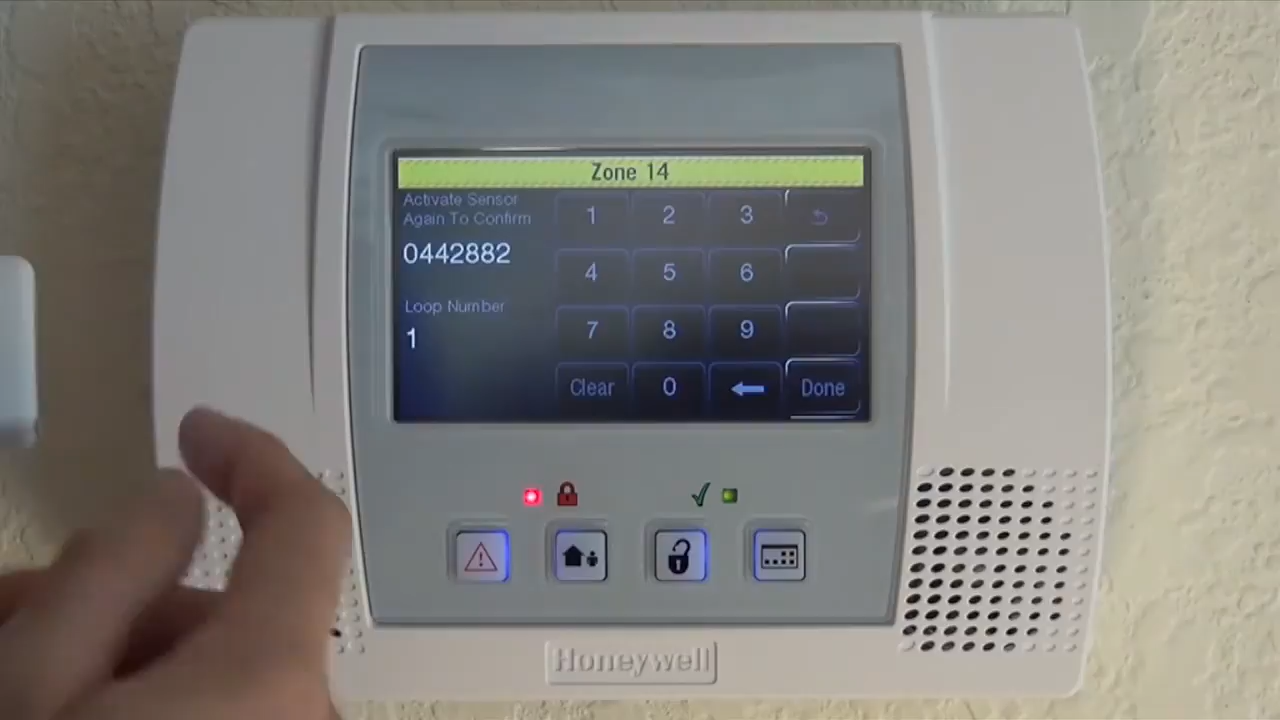 Zone 14
Activate Sensor
Again To Confirm
0442882
Loop Number
1
1 2 3
4 5 6
7 8 9
Clear 0 Done
Honeywell